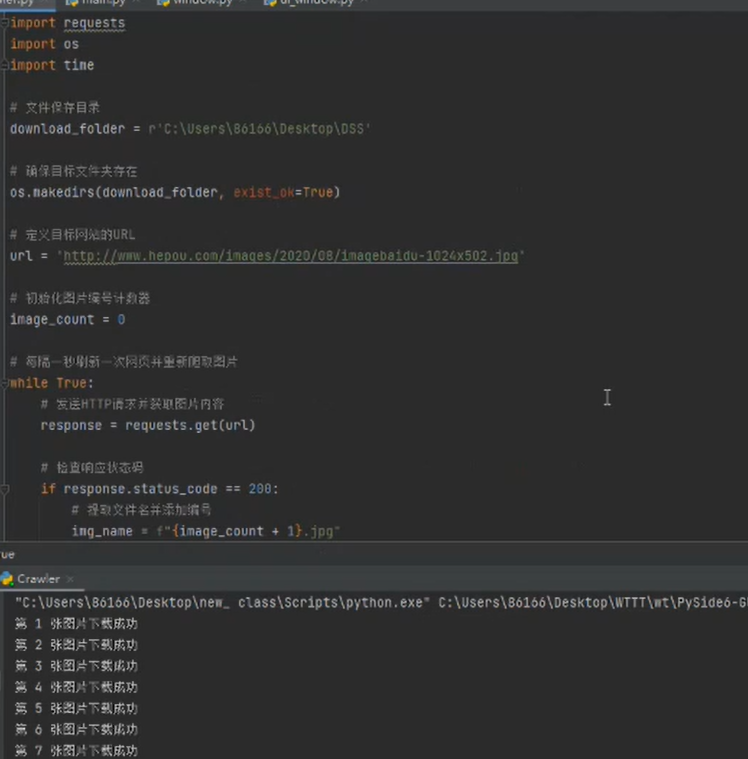 main.py
window.py
ui_window.py
import requests
import os
import time
# 文件保存目录
download_folder = r'C:\Users\86166\Desktop\DSS'
# 确保目标文件夹存在
os.makedirs(download_folder, exist_ok=True)
# 定义目标网站的URL
url = 'http://www.hepou.com/images/2020/08/imagebaidu-1024x502.jpg'
# 初始化图片编号计数器
image_count = 0
# 每隔一秒刷新一次网页并重新爬取图片
while True:
# 发送HTTP请求并获取图片内容
response = requests.get(url)
# 检查响应状态码
if response.status_code == 200:
# 提取文件名并添加编号
img_name = f"{image_count + 1}.jpg"
ue
Crawler
"C:\Users\86166\Desktop\new_ class\Scripts\python.exe" C:\Users\86166\Desktop\WTTT\wt\PySide6-G
第 1 张图片下载成功
第 2 张图片下载成功
第 3 张图片下载成功
第 4 张图片下载成功
第 5 张图片下载成功
第 6 张图片下载成功
第 7 张图片下载成功